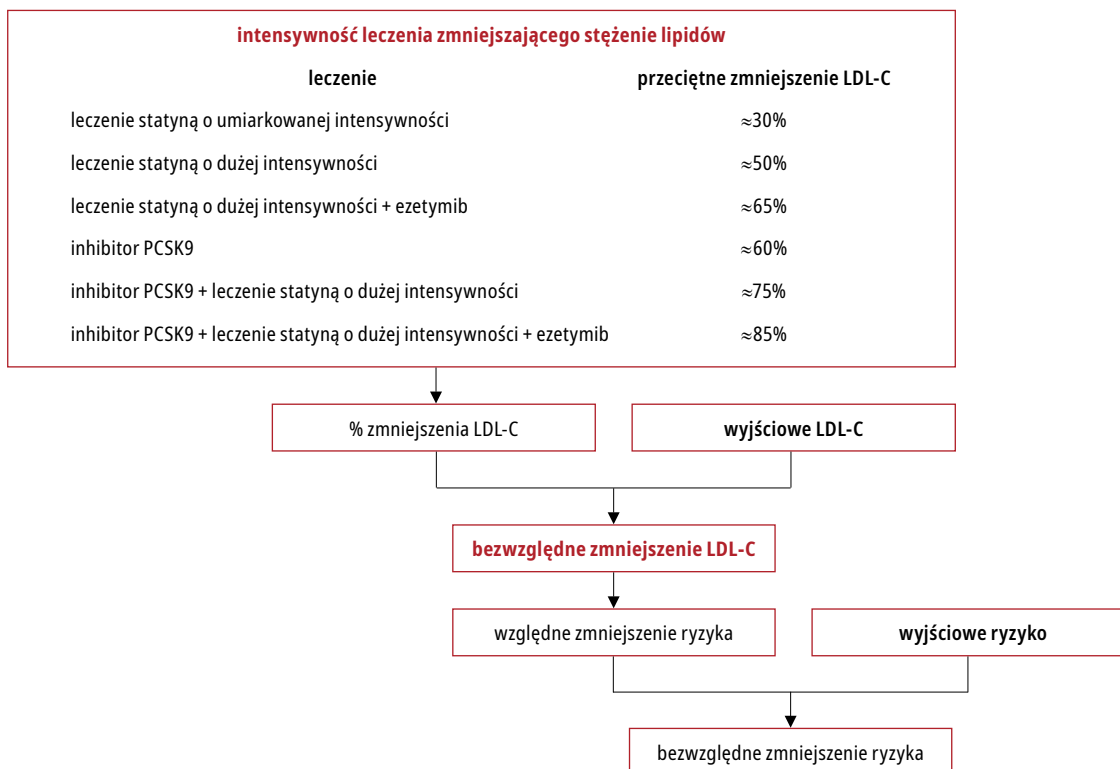 intensywność leczenia zmniejszającego stężenie lipidów
leczenie przeciętne zmniejszenie LDL-C
leczenie statyną o umiarkowanej intensywności ≈30%
leczenie statyną o dużej intensywności ≈50%
leczenie statyną o dużej intensywności + ezetymib ≈65%
inhibitor PCSK9 ≈60%
inhibitor PCSK9 + leczenie statyną o dużej intensywności ≈75%
inhibitor PCSK9 + leczenie statyną o dużej intensywności + ezetymib ≈85%
% zmniejszenia LDL-C wyjściowe LDL-C
bezwzględne zmniejszenie LDL-C
względne zmniejszenie ryzyka wyjściowe ryzyko
bezwzględne zmniejszenie ryzyka